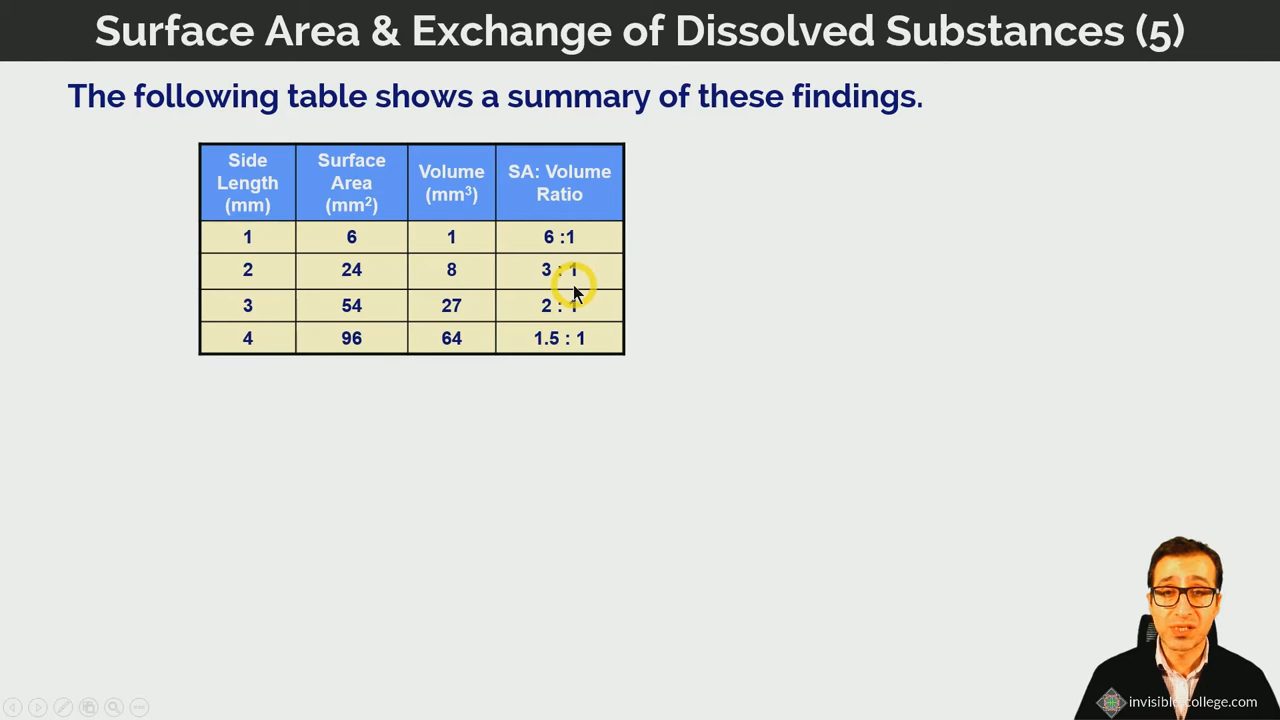 Surface Area & Exchange of Dissolved Substances (5)
The following table shows a summary of these findings.
Side Length (mm) Surface Area (mm²) Volume (mm³) SA: Volume Ratio
1 6 1 6 :1
2 24 8 3 : 1
3 54 27 2 : 1
4 96 64 1.5 : 1
invisible-college.com